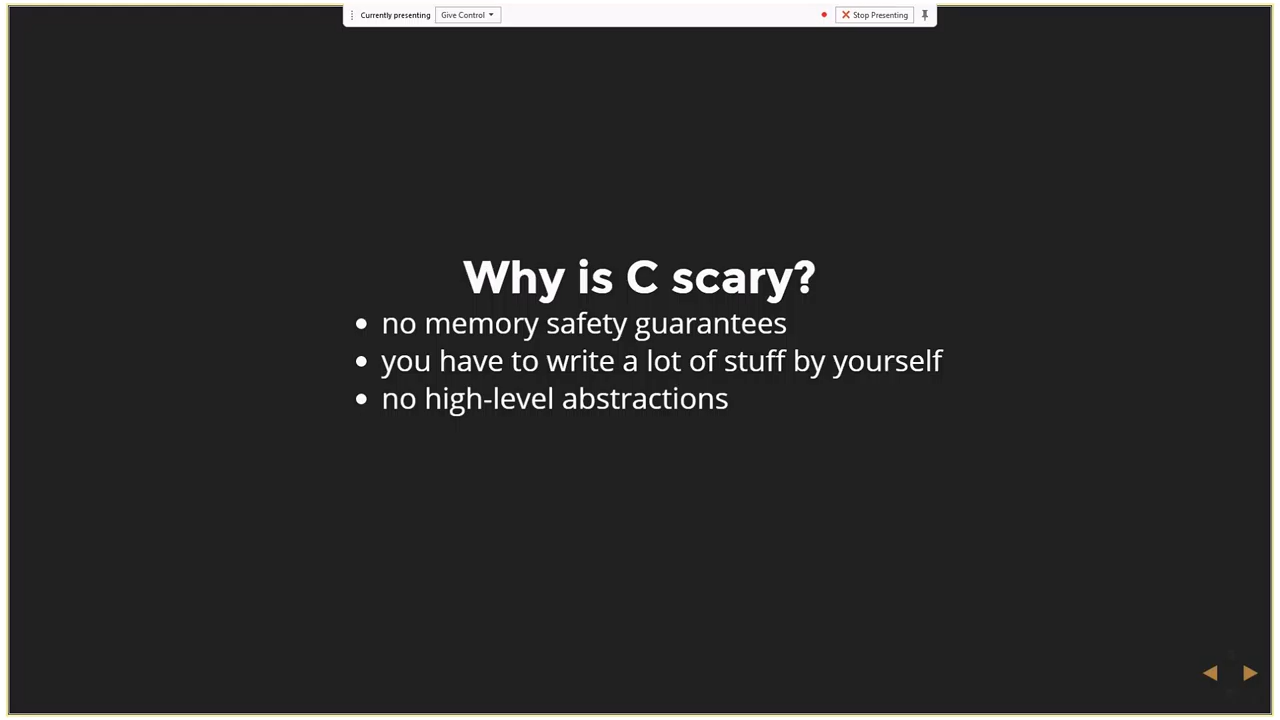 Currently presenting
Give Control
Stop Presenting
Why is C scary?
no memory safety guarantees
you have to write a lot of stuff by yourself
no high-level abstractions